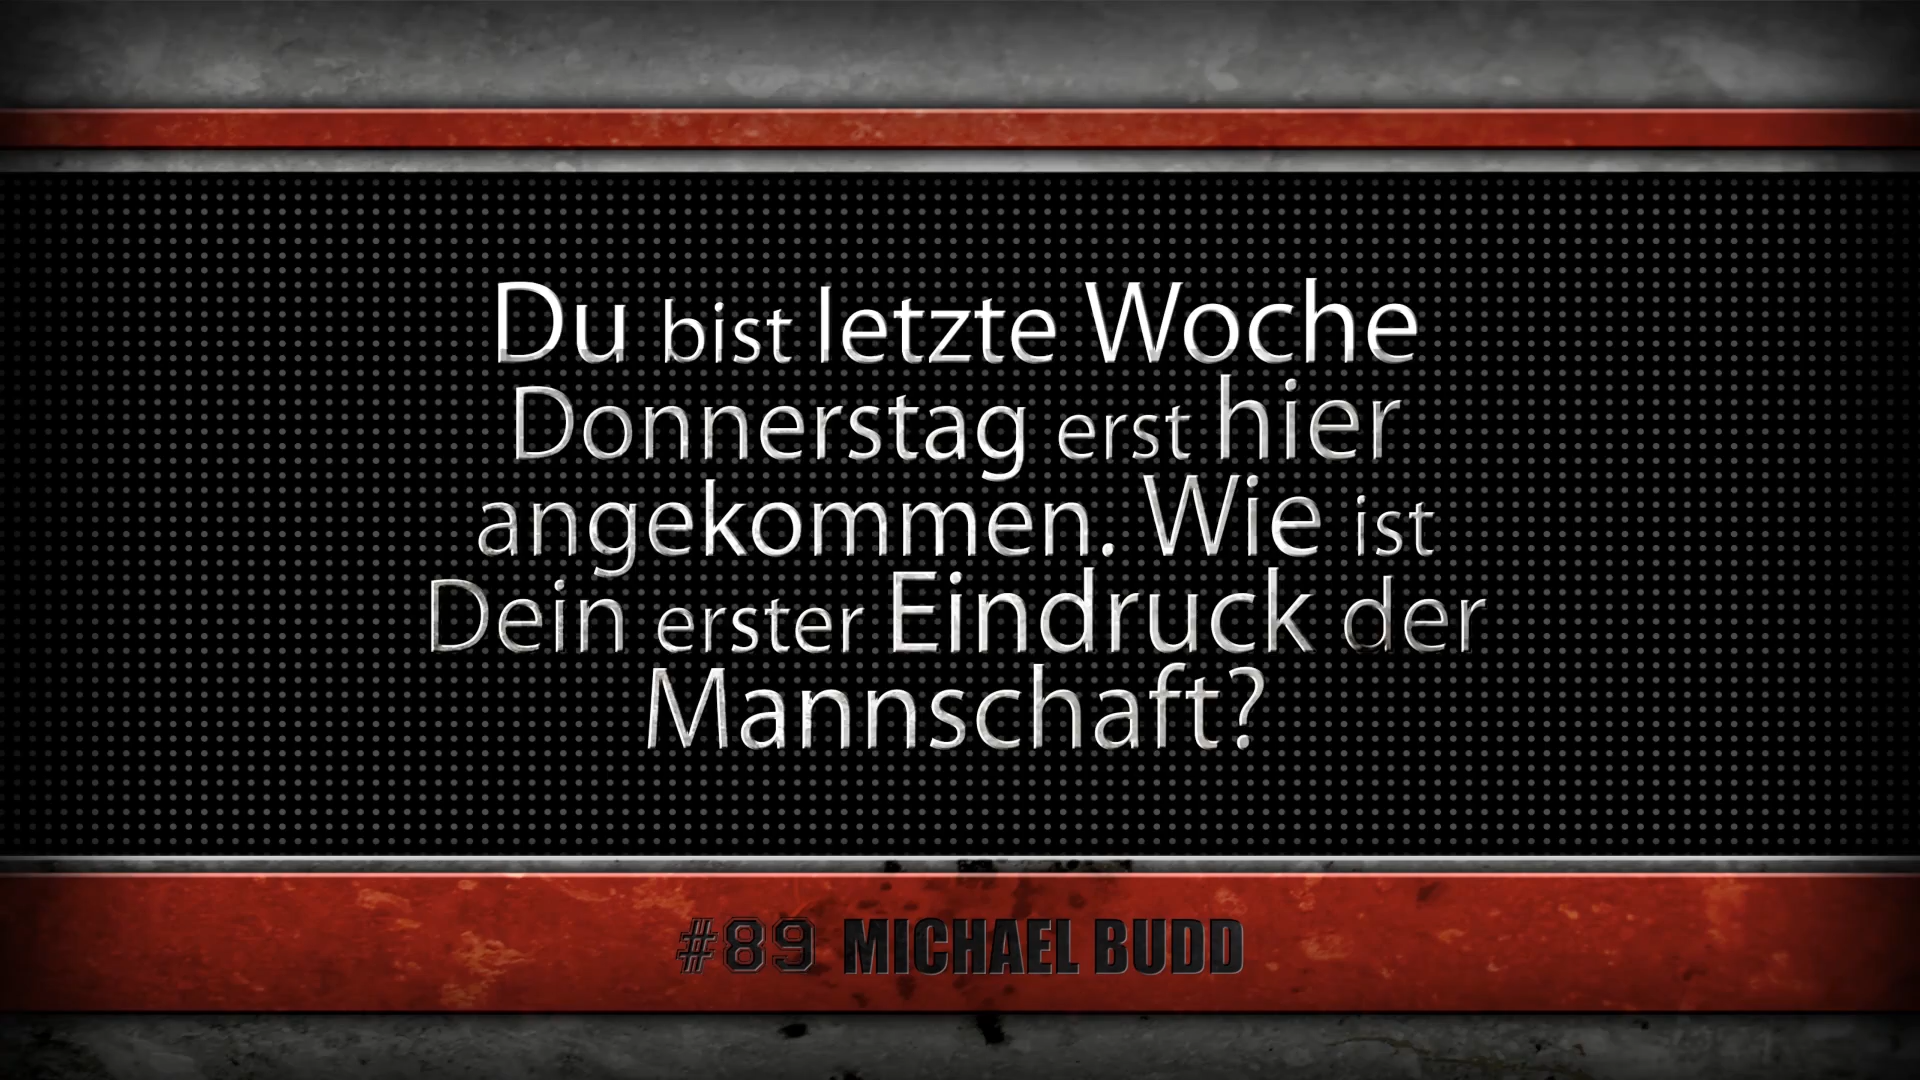 Du bist letzte Woche
Donnerstag erst hier
angekommen. Wie ist
Dein erster Eindruck der
Mannschaft?
#89 MICHAEL BUDD